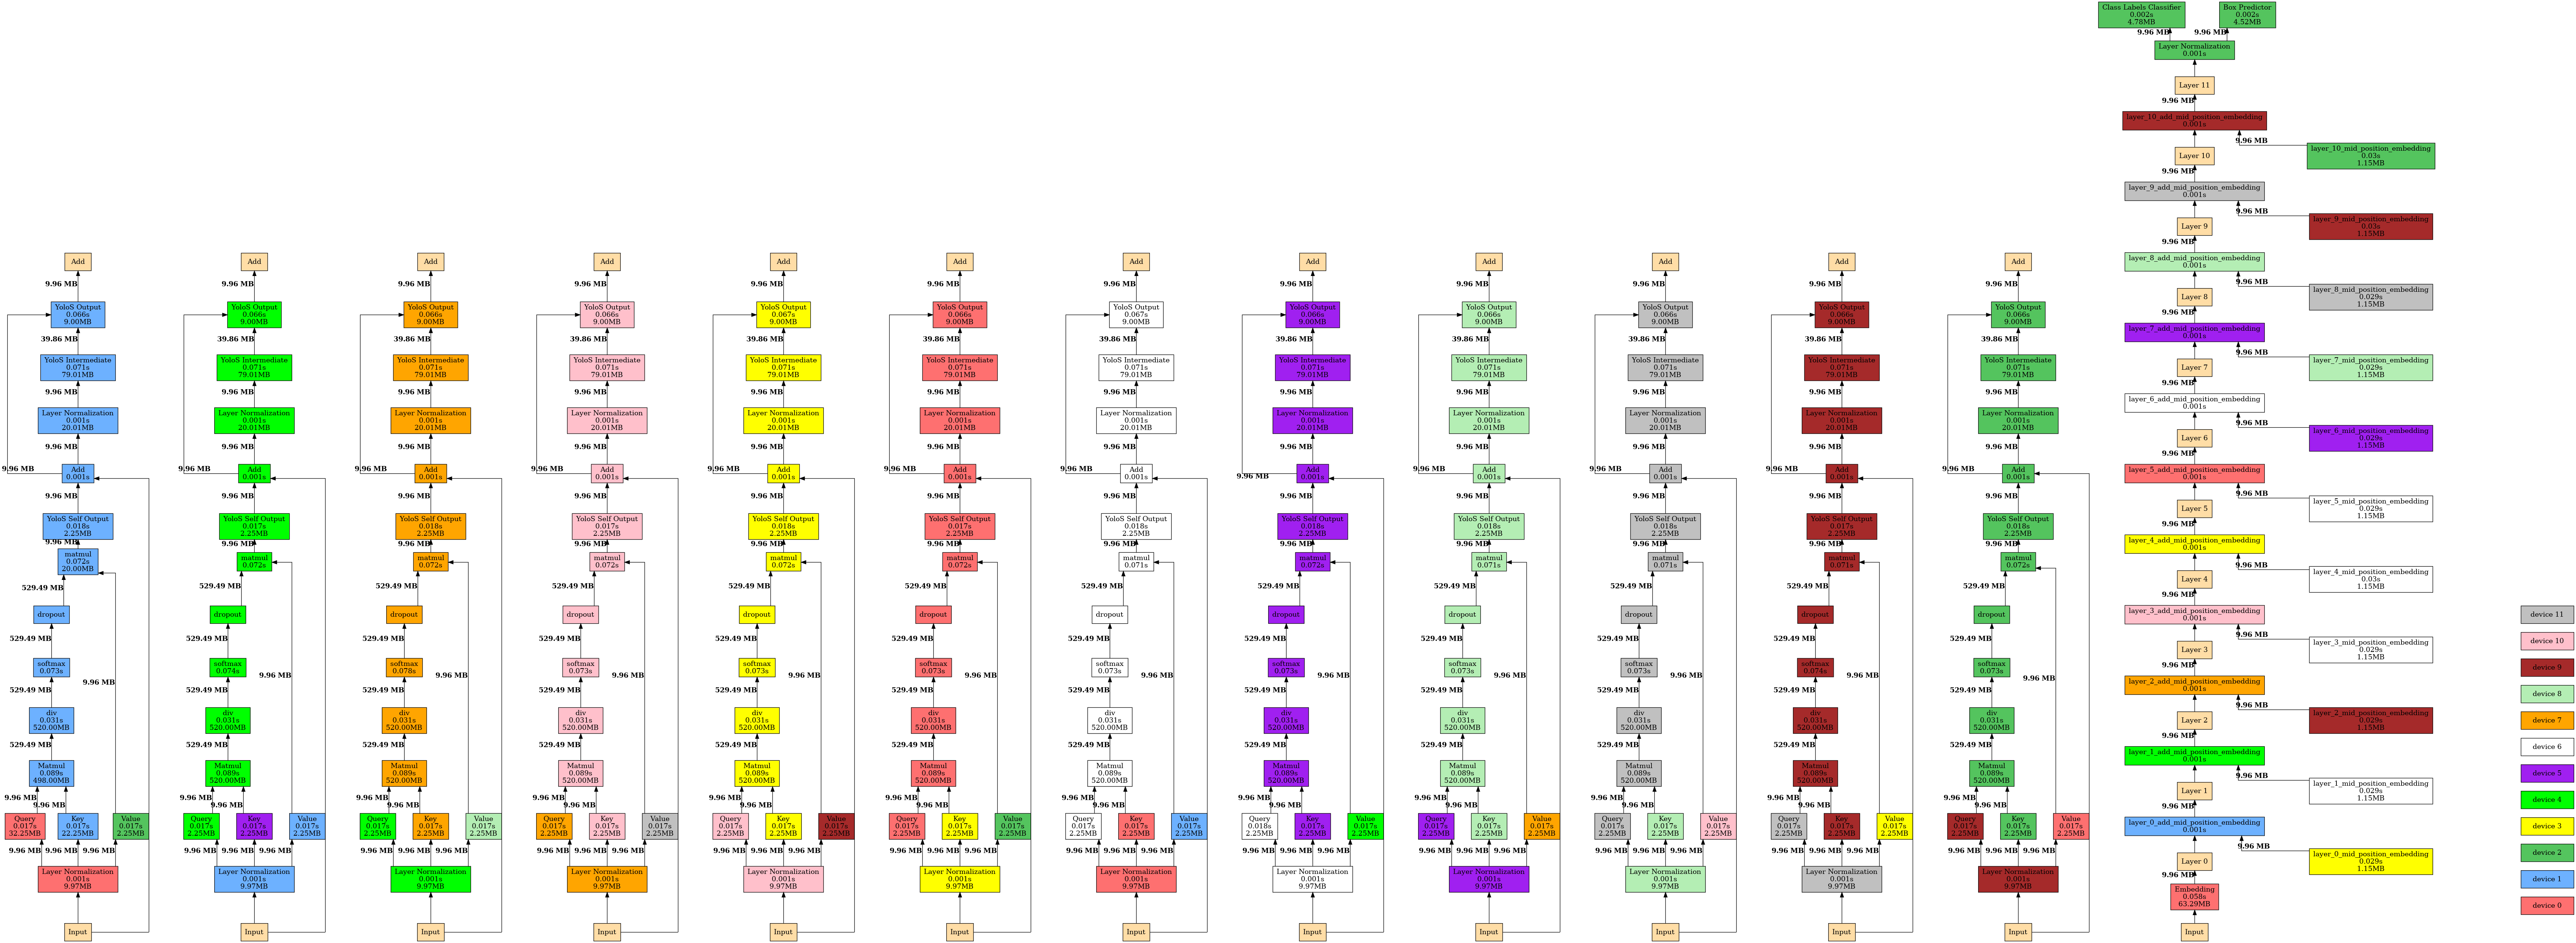 Add
9.96 MB
YoloS Output
0.066s
9.00MB
39.86 MB
YoloS Intermediate
0.071s
79.01MB
9.96 MB
Layer Normalization
0.001s
20.01MB
9.96 MB
9.96 MB
Add
0.001s
9.96 MB
YoloS Self Output
0.018s
2.25MB
9.96 MB
matmul
0.072s
20.00MB
529.49 MB
dropout
529.49 MB
softmax
0.073s
9.96 MB
529.49 MB
div
0.031s
520.00MB
529.49 MB
Matmul
0.089s
498.00MB
9.96 MB
9.96 MB
Query
0.017s
32.25MB
Key
0.017s
22.25MB
Value
0.017s
2.25MB
9.96 MB
9.96 MB
9.96 MB
Layer Normalization
0.001s
9.97MB
Input
Add
9.96 MB
YoloS Output
0.066s
9.00MB
39.86 MB
YoloS Intermediate
0.071s
79.01MB
9.96 MB
Layer Normalization
0.001s
20.01MB
9.96 MB
9.96 MB
Add
0.001s
9.96 MB
YoloS Self Output
0.017s
2.25MB
9.96 MB
matmul
0.072s
529.49 MB
dropout
529.49 MB
softmax
0.074s
9.96 MB
529.49 MB
div
0.031s
520.00MB
529.49 MB
Matmul
0.089s
520.00MB
9.96 MB
9.96 MB
Query
0.017s
2.25MB
Key
0.017s
2.25MB
Value
0.017s
2.25MB
9.96 MB
9.96 MB
9.96 MB
Layer Normalization
0.001s
9.97MB
Input
Add
9.96 MB
YoloS Output
0.066s
9.00MB
39.86 MB
YoloS Intermediate
0.071s
79.01MB
9.96 MB
Layer Normalization
0.001s
20.01MB
9.96 MB
9.96 MB
Add
0.001s
9.96 MB
YoloS Self Output
0.018s
2.25MB
9.96 MB
matmul
0.072s
529.49 MB
dropout
529.49 MB
softmax
0.078s
9.96 MB
529.49 MB
div
0.031s
520.00MB
529.49 MB
Matmul
0.089s
520.00MB
9.96 MB
9.96 MB
Query
0.017s
2.25MB
Key
0.017s
2.25MB
Value
0.017s
2.25MB
9.96 MB
9.96 MB
9.96 MB
Layer Normalization
0.001s
9.97MB
Input
Add
9.96 MB
YoloS Output
0.066s
9.00MB
39.86 MB
YoloS Intermediate
0.071s
79.01MB
9.96 MB
Layer Normalization
0.001s
20.01MB
9.96 MB
9.96 MB
Add
0.001s
9.96 MB
YoloS Self Output
0.017s
2.25MB
9.96 MB
matmul
0.072s
529.49 MB
dropout
529.49 MB
softmax
0.073s
9.96 MB
529.49 MB
div
0.031s
520.00MB
529.49 MB
Matmul
0.089s
520.00MB
9.96 MB
9.96 MB
Query
0.017s
2.25MB
Key
0.017s
2.25MB
Value
0.017s
2.25MB
9.96 MB
9.96 MB
9.96 MB
Layer Normalization
0.001s
9.97MB
Input
Add
9.96 MB
YoloS Output
0.067s
9.00MB
39.86 MB
YoloS Intermediate
0.071s
79.01MB
9.96 MB
Layer Normalization
0.001s
20.01MB
9.96 MB
9.96 MB
Add
0.001s
9.96 MB
YoloS Self Output
0.018s
2.25MB
9.96 MB
matmul
0.072s
529.49 MB
dropout
529.49 MB
softmax
0.073s
9.96 MB
529.49 MB
div
0.031s
520.00MB
529.49 MB
Matmul
0.089s
520.00MB
9.96 MB
9.96 MB
Query
0.017s
2.25MB
Key
0.017s
2.25MB
Value
0.017s
2.25MB
9.96 MB
9.96 MB
9.96 MB
Layer Normalization
0.001s
9.97MB
Input
Add
9.96 MB
YoloS Output
0.066s
9.00MB
39.86 MB
YoloS Intermediate
0.071s
79.01MB
9.96 MB
Layer Normalization
0.001s
20.01MB
9.96 MB
9.96 MB
Add
0.001s
9.96 MB
YoloS Self Output
0.017s
2.25MB
9.96 MB
matmul
0.072s
529.49 MB
dropout
529.49 MB
softmax
0.073s
9.96 MB
529.49 MB
div
0.031s
520.00MB
529.49 MB
Matmul
0.089s
520.00MB
9.96 MB
9.96 MB
Query
0.017s
2.25MB
Key
0.017s
2.25MB
Value
0.017s
2.25MB
9.96 MB
9.96 MB
9.96 MB
Layer Normalization
0.001s
9.97MB
Input
Add
9.96 MB
YoloS Output
0.067s
9.00MB
39.86 MB
YoloS Intermediate
0.071s
79.01MB
9.96 MB
Layer Normalization
0.001s
20.01MB
9.96 MB
9.96 MB
Add
0.001s
9.96 MB
YoloS Self Output
0.018s
2.25MB
9.96 MB
matmul
0.071s
529.49 MB
dropout
529.49 MB
softmax
0.073s
9.96 MB
529.49 MB
div
0.031s
520.00MB
529.49 MB
Matmul
0.089s
520.00MB
9.96 MB
9.96 MB
Query
0.017s
2.25MB
Key
0.017s
2.25MB
Value
0.017s
2.25MB
9.96 MB
9.96 MB
9.96 MB
Layer Normalization
0.001s
9.97MB
Input
Add
9.96 MB
YoloS Output
0.066s
9.00MB
39.86 MB
YoloS Intermediate
0.071s
79.01MB
9.96 MB
Layer Normalization
0.001s
20.01MB
9.96 MB
9.96 MB
Add
0.001s
9.96 MB
YoloS Self Output
0.018s
2.25MB
9.96 MB
matmul
0.072s
529.49 MB
dropout
529.49 MB
softmax
0.073s
9.96 MB
529.49 MB
div
0.031s
520.00MB
529.49 MB
Matmul
0.089s
520.00MB
9.96 MB
9.96 MB
Query
0.018s
2.25MB
Key
0.017s
2.25MB
Value
0.017s
2.25MB
9.96 MB
9.96 MB
9.96 MB
Layer Normalization
0.001s
9.97MB
Input
Add
9.96 MB
YoloS Output
0.066s
9.00MB
39.86 MB
YoloS Intermediate
0.071s
79.01MB
9.96 MB
Layer Normalization
0.001s
20.01MB
9.96 MB
9.96 MB
Add
0.001s
9.96 MB
YoloS Self Output
0.018s
2.25MB
9.96 MB
matmul
0.071s
529.49 MB
dropout
529.49 MB
softmax
0.073s
9.96 MB
529.49 MB
div
0.031s
520.00MB
529.49 MB
Matmul
0.089s
520.00MB
9.96 MB
9.96 MB
Query
0.017s
2.25MB
Key
0.017s
2.25MB
Value
0.017s
2.25MB
9.96 MB
9.96 MB
9.96 MB
Layer Normalization
0.001s
9.97MB
Input
Add
9.96 MB
YoloS Output
0.066s
9.00MB
39.86 MB
YoloS Intermediate
0.071s
79.01MB
9.96 MB
Layer Normalization
0.001s
20.01MB
9.96 MB
9.96 MB
Add
0.001s
9.96 MB
YoloS Self Output
0.018s
2.25MB
9.96 MB
matmul
0.071s
529.49 MB
dropout
529.49 MB
softmax
0.073s
9.96 MB
529.49 MB
div
0.031s
520.00MB
529.49 MB
Matmul
0.089s
520.00MB
9.96 MB
9.96 MB
Query
0.017s
2.25MB
Key
0.017s
2.25MB
Value
0.017s
2.25MB
9.96 MB
9.96 MB
9.96 MB
Layer Normalization
0.001s
9.97MB
Input
Add
9.96 MB
YoloS Output
0.066s
9.00MB
39.86 MB
YoloS Intermediate
0.071s
79.01MB
9.96 MB
Layer Normalization
0.001s
20.01MB
9.96 MB
9.96 MB
Add
0.001s
9.96 MB
YoloS Self Output
0.017s
2.25MB
9.96 MB
matmul
0.071s
529.49 MB
dropout
529.49 MB
softmax
0.074s
9.96 MB
529.49 MB
div
0.031s
520.00MB
529.49 MB
Matmul
0.089s
520.00MB
9.96 MB
9.96 MB
Query
0.017s
2.25MB
Key
0.017s
2.25MB
Value
0.017s
2.25MB
9.96 MB
9.96 MB
9.96 MB
Layer Normalization
0.001s
9.97MB
Input
Add
9.96 MB
YoloS Output
0.066s
9.00MB
39.86 MB
YoloS Intermediate
0.071s
79.01MB
9.96 MB
Layer Normalization
0.001s
20.01MB
9.96 MB
9.96 MB
Add
0.001s
9.96 MB
YoloS Self Output
0.018s
2.25MB
9.96 MB
matmul
0.072s
529.49 MB
dropout
529.49 MB
softmax
0.073s
9.96 MB
529.49 MB
div
0.031s
520.00MB
529.49 MB
Matmul
0.089s
520.00MB
9.96 MB
9.96 MB
Query
0.017s
2.25MB
Key
0.017s
2.25MB
Value
0.017s
2.25MB
9.96 MB
9.96 MB
9.96 MB
Layer Normalization
0.001s
9.97MB
Input
Class Labels Classifier
0.002s
4.78MB
Box Predictor
0.002s
4.52MB
9.96 MB
9.96 MB
Layer Normalization
0.001s
Layer 11
9.96 MB
layer_10_add_mid_position_embedding
0.001s
9.96 MB
layer_10_mid_position_embedding
0.03s
1.15MB
Layer 10
9.96 MB
layer_9_add_mid_position_embedding
0.001s
9.96 MB
layer_9_mid_position_embedding
0.03s
1.15MB
Layer 9
9.96 MB
layer_8_add_mid_position_embedding
0.001s
9.96 MB
layer_8_mid_position_embedding
0.029s
1.15MB
Layer 8
9.96 MB
layer_7_add_mid_position_embedding
0.001s
9.96 MB
layer_7_mid_position_embedding
0.029s
1.15MB
Layer 7
9.96 MB
layer_6_add_mid_position_embedding
0.001s
9.96 MB
layer_6_mid_position_embedding
0.029s
1.15MB
Layer 6
9.96 MB
layer_5_add_mid_position_embedding
0.001s
9.96 MB
layer_5_mid_position_embedding
0.029s
1.15MB
Layer 5
9.96 MB
layer_4_add_mid_position_embedding
0.001s
9.96 MB
layer_4_mid_position_embedding
0.03s
1.15MB
Layer 4
9.96 MB
layer_3_add_mid_position_embedding
0.001s
9.96 MB
layer_3_mid_position_embedding
0.029s
1.15MB
Layer 3
9.96 MB
layer_2_add_mid_position_embedding
0.001s
9.96 MB
layer_2_mid_position_embedding
0.029s
1.15MB
Layer 2
9.96 MB
layer_1_add_mid_position_embedding
0.001s
9.96 MB
layer_1_mid_position_embedding
0.029s
1.15MB
Layer 1
9.96 MB
layer_0_add_mid_position_embedding
0.001s
9.96 MB
layer_0_mid_position_embedding
0.029s
1.15MB
Layer 0
9.96 MB
Embedding
0.058s
63.29MB
Input
device 11
device 10
device 9
device 8
device 7
device 6
device 5
device 4
device 3
device 2
device 1
device 0